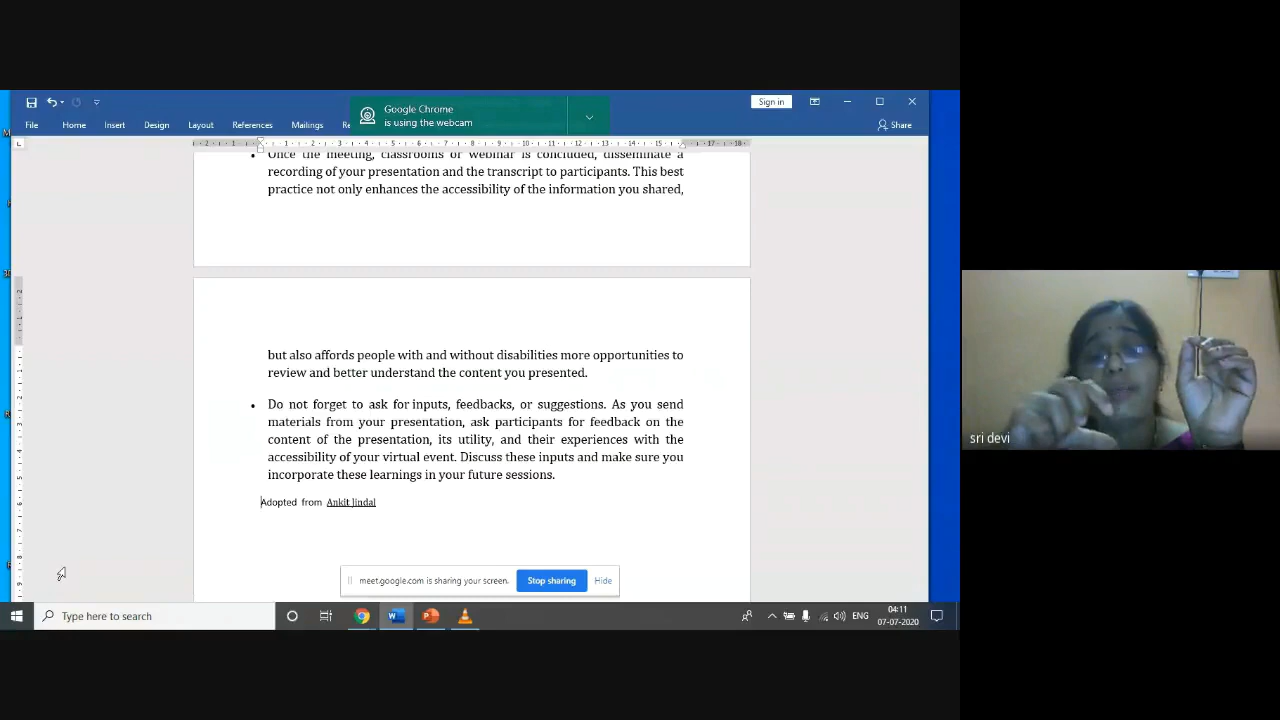 Google Chrome
is using the webcam
Sign in
File Home Insert Design Layout References Mailings Re
Share
Once the meeting, classrooms or webinar is concluded, disseminate a
recording of your presentation and the transcript to participants. This best
practice not only enhances the accessibility of the information you shared,
but also affords people with and without disabilities more opportunities to
review and better understand the content you presented.
• Do not forget to ask for inputs, feedbacks, or suggestions. As you send
materials from your presentation, ask participants for feedback on the
content of the presentation, its utility, and their experiences with the
accessibility of your virtual event. Discuss these inputs and make sure you
incorporate these learnings in your future sessions.
Adopted from Ankit Jindal
meet.google.com is sharing your screen. Stop sharing Hide
Type here to search
ENG
04:11
07-07-2020
sri devi